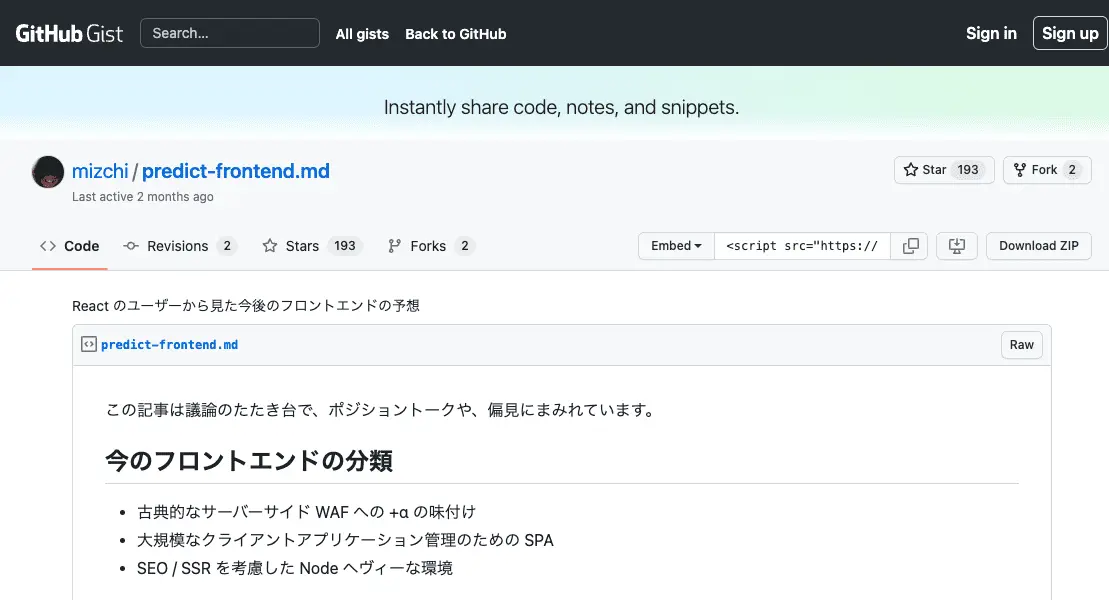 GitHub Gist Search... All gists Back to GitHub Sign in Sign up
Instantly share code, notes, and snippets.
mizchi / predict-frontend.md
Star 193 Fork 2
Last active 2 months ago
Code Revisions 2 Stars 193 Forks 2 Embed <script src="https:// Download ZIP
React のユーザーから見た今後のフロントエンドの予想
predict-frontend.md Raw
この記事は議論のたたき台で、ポジショントークや、偏見にまみれています。
今のフロントエンドの分類
• 古典的なサーバーサイド WAF への +α の味付け
• 大規模なクライアントアプリケーション管理のための SPA
• SEO / SSR を考慮した Node へヴィーな環境